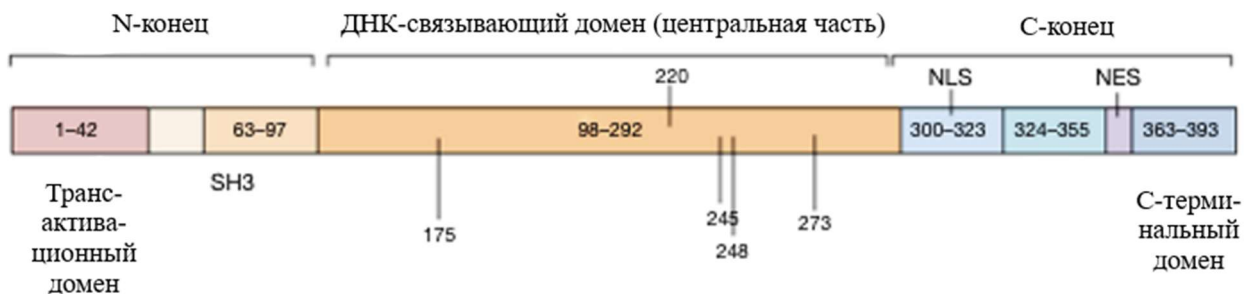 N-конец
ДНК-связывающий домен (центральная часть)
С-конец
220
NLS
NES
1–42
63–97
98–292
300–323
324–355
363–393
SH3
175
245
248
273
Транс-
актива-
ционный
домен
С-терми-
нальный
домен